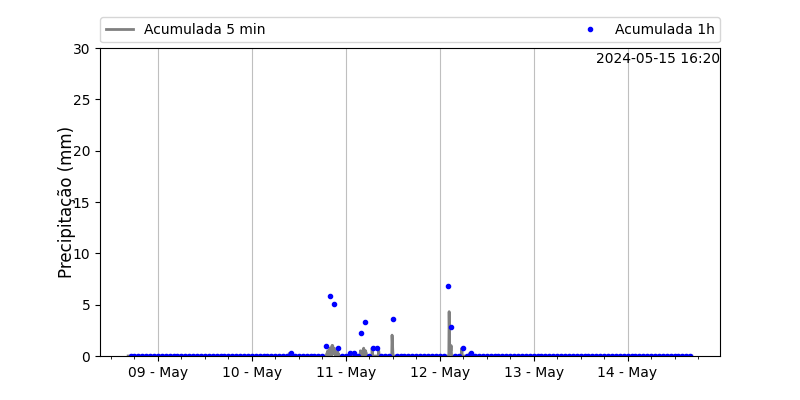 Acumulada 5 min
Acumulada 1h
2024-05-15 16:20
Precipitação (mm)
30
25
20
15
10
5
0
09 - May
10 - May
11 - May
12 - May
13 - May
14 - May